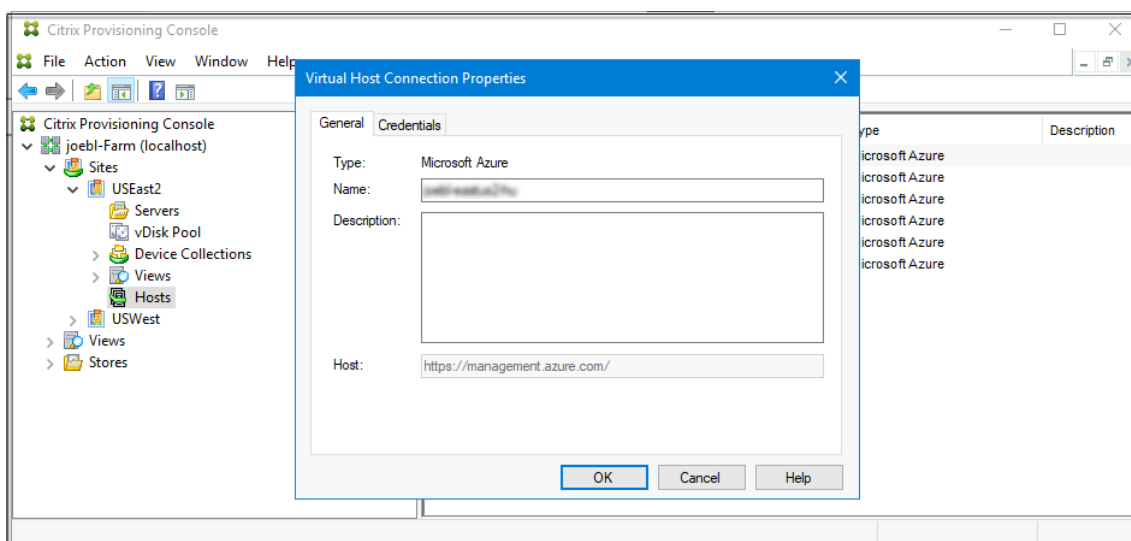 Citrix Provisioning Console
File Action View Window Help
Virtual Host Connection Properties
Citrix Provisioning Console
joebl-Farm (localhost)
Sites
USEast2
Servers
vDisk Pool
Device Collections
Views
Hosts
USWest
Views
Stores
General Credentials
Type: Microsoft Azure
Name:
Description:
Host: https://management.azure.com/
OK Cancel Help
ype Description
icrosoft Azure
icrosoft Azure
icrosoft Azure
icrosoft Azure
icrosoft Azure
icrosoft Azure